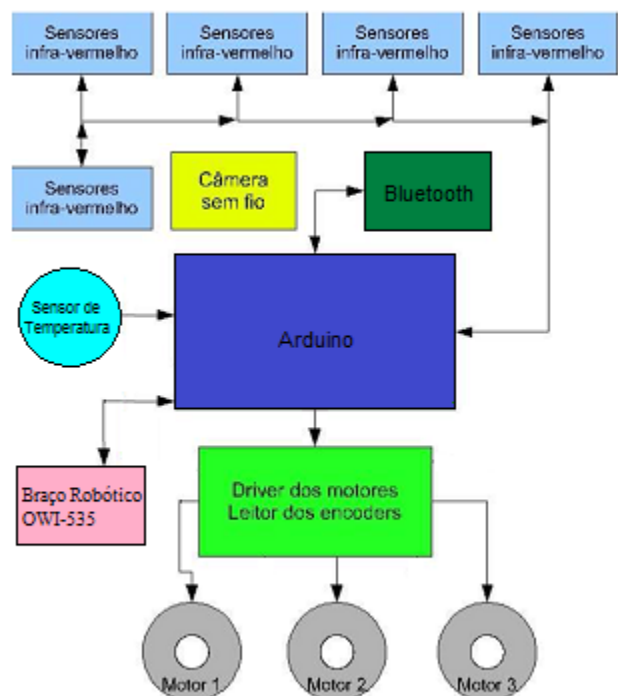 Sensores
infra-vermelho
Sensores
infra-vermelho
Sensores
infra-vermelho
Sensores
infra-vermelho
Sensores
infra-vermelho
Câmera
sem fio
Bluetooth
Sensor de
Temperatura
Arduino
Braço Robótico
OWI-535
Driver dos motores
Leitor dos encoders
Motor 1
Motor 2
Motor 3